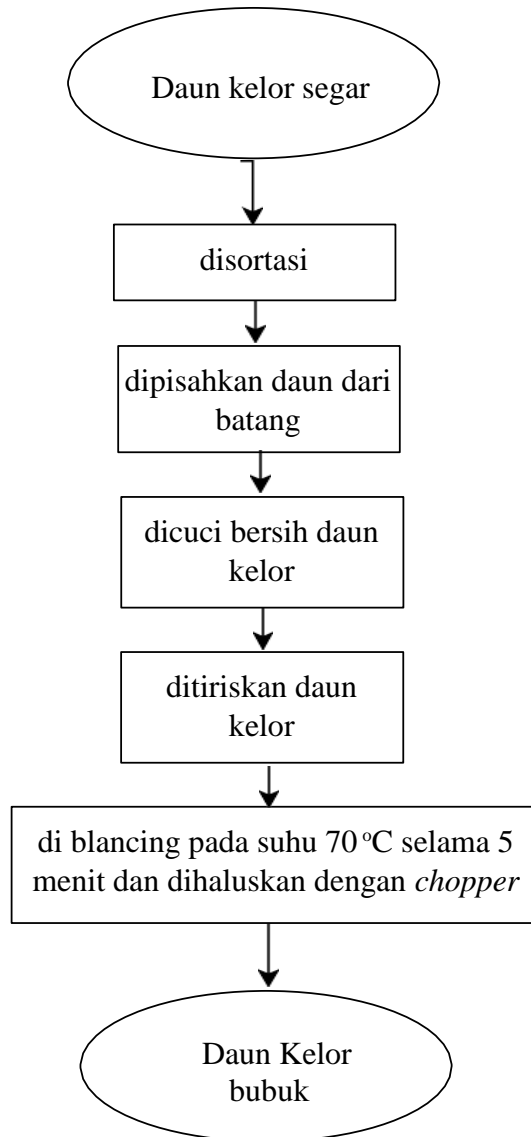 Daun kelor segar
disortasi
dipisahkan daun dari
batang
dicuci bersih daun
kelor
ditiriskan daun
kelor
di blancing pada suhu 70 °C selama 5
menit dan dihaluskan dengan chopper
Daun Kelor
bubuk